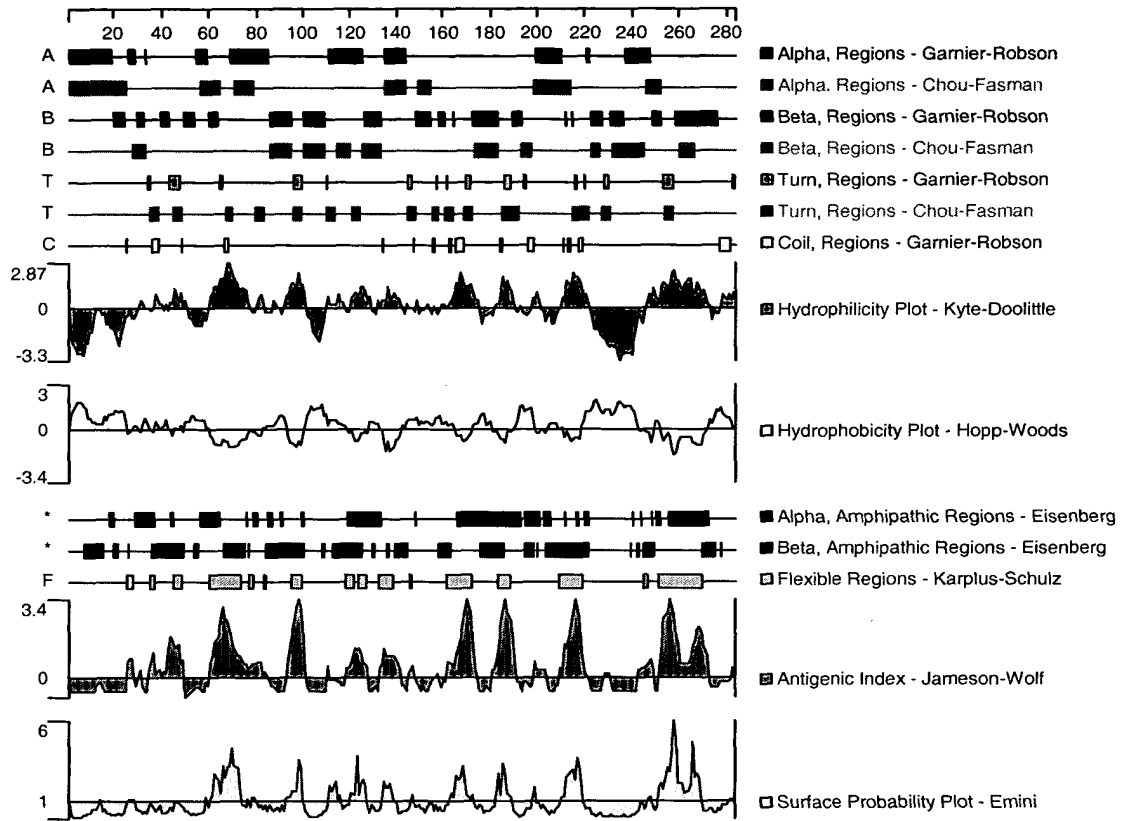 20 40 60 80 100 120 140 160 180 200 220 240 260 280
A Alpha, Regions - Garnier-Robson
A Alpha, Regions - Chou-Fasman
B Beta, Regions - Garnier-Robson
B Beta, Regions - Chou-Fasman
T Turn, Regions - Garnier-Robson
T Turn, Regions - Chou-Fasman
C Coil, Regions - Garnier-Robson
2.87
0 Hydrophilicity Plot - Kyte-Doolittle
-3.3
3
0 Hydrophobicity Plot - Hopp-Woods
-3.4
* Alpha, Amphipathic Regions - Eisenberg
* Beta, Amphipathic Regions - Eisenberg
F Flexible Regions - Karplus-Schulz
3.4
0 Antigenic Index - Jameson-Wolf
6
1 Surface Probability Plot - Emini